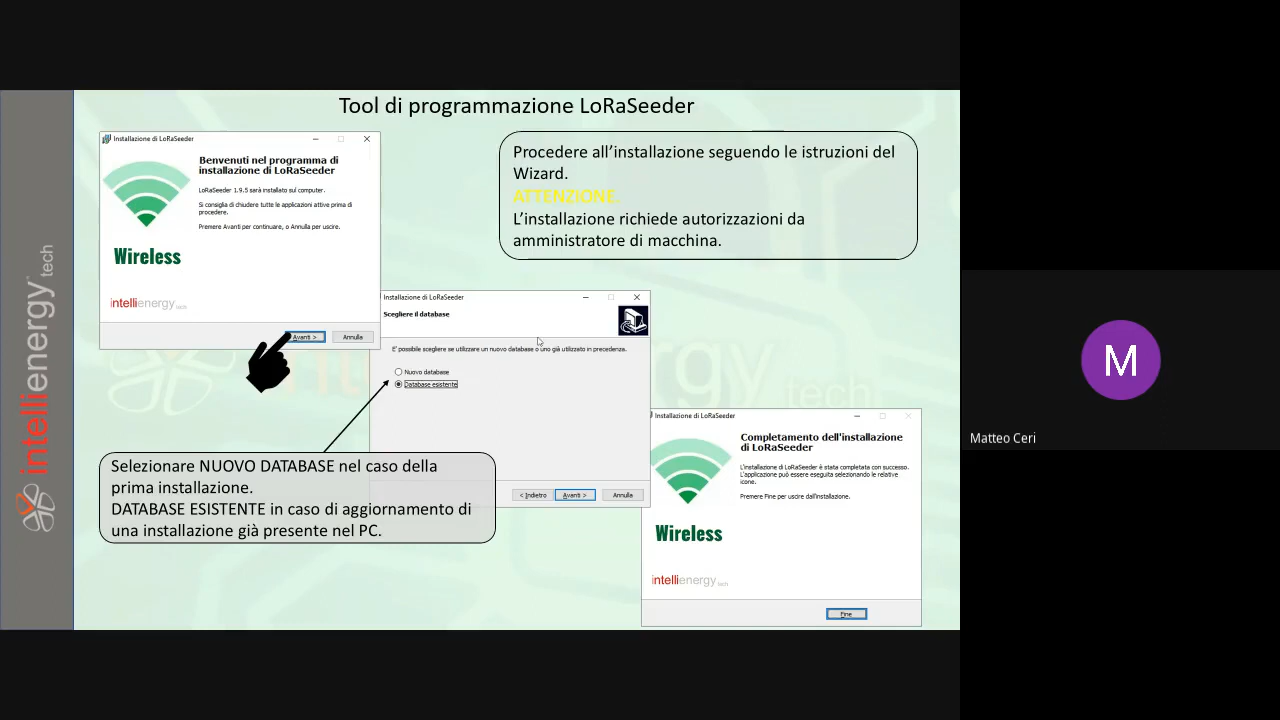 Tool di programmazione LoRaSeeder
Installazione di LoRaSeeder
Benvenuti nel programma di
installazione di LoRaSeeder
LoRaSeeder 1.9.5 sarà installato sul computer.
Si consiglia di chiudere tutte le applicazioni attive prima di
procedere.
Premere Avanti per continuare, o Annulla per uscire.
Wireless
intellienergy tech
Avanti >
Annulla
Procedere all'installazione seguendo le istruzioni del
Wizard.
ATTENZIONE.
L'installazione richiede autorizzazioni da
amministratore di macchina.
Installazione di LoRaSeeder
Scegliere il database
E' possibile scegliere se utilizzare un nuovo database o uno già utilizzato in precedenza.
Nuovo database
Database esistente
< Indietro
Avanti >
Annulla
Selezionare NUOVO DATABASE nel caso della
prima installazione.
DATABASE ESISTENTE in caso di aggiornamento di
una installazione già presente nel PC.
Installazione di LoRaSeeder
Completamento dell'installazione
di LoRaSeeder
L'installazione di LoRaSeeder è stata completata con successo.
L'applicazione può essere eseguita selezionando le relative
icone.
Premere Fine per uscire dall'installazione.
Wireless
intellienergy tech
Fine
intellienergy tech
M
Matteo Ceri